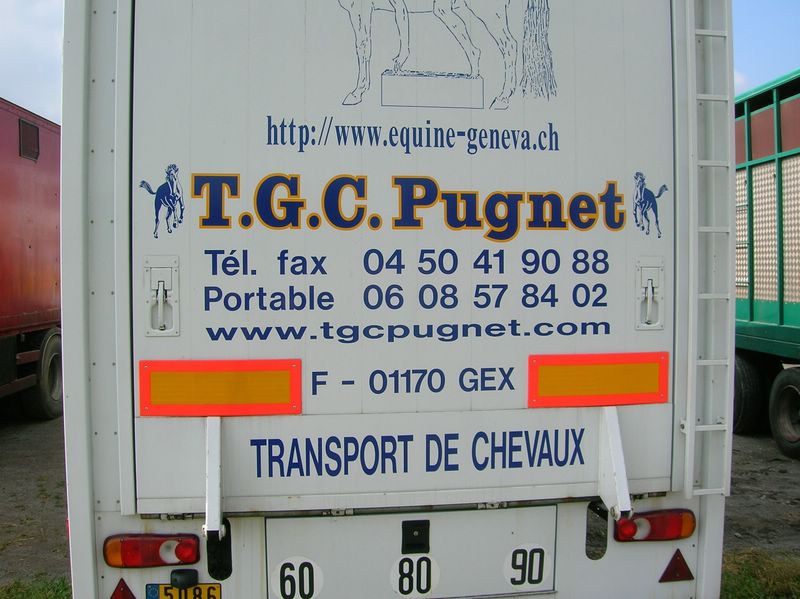 http://www.equine-geneva.ch
T.G.C. Pugnet
Tél. fax 04 50 41 90 88
Portable 06 08 57 84 02
www.tgcpugnet.com
F - 01170 GEX
TRANSPORT DE CHEVAUX
60 80 90
5086